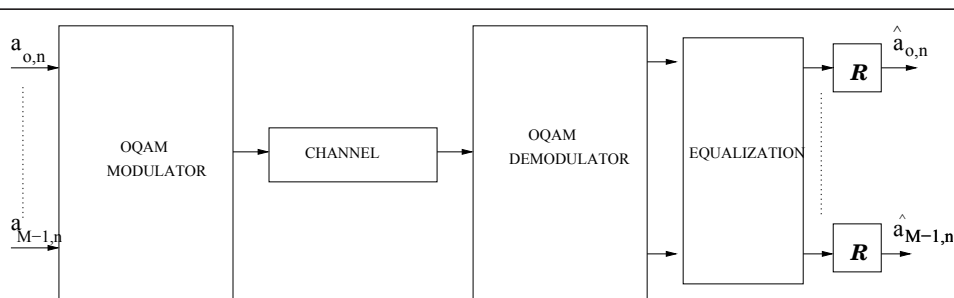 a o,n
OQAM
MODULATOR
a M−1,n
CHANNEL
OQAM
DEMODULATOR
EQUALIZATION
R
â o,n
R
â M−1,n